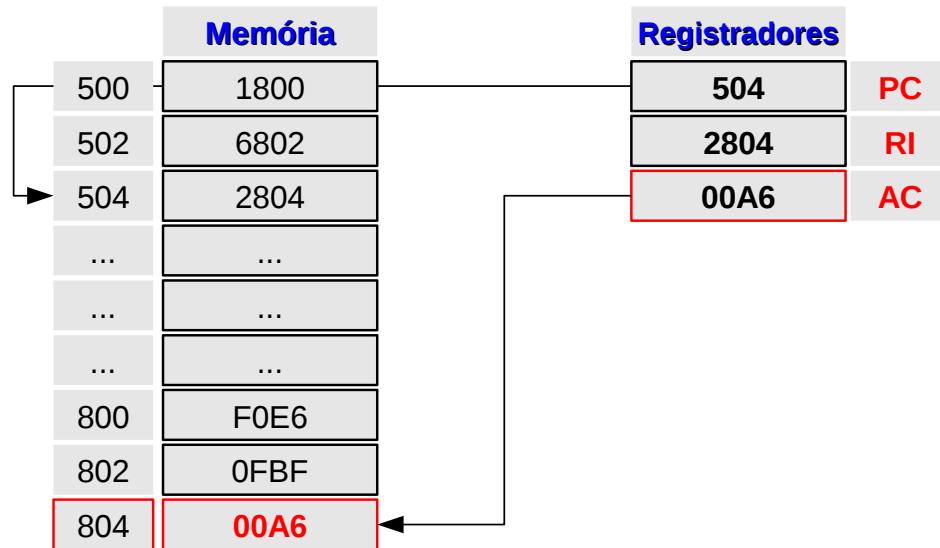 Memória Registradores
500 1800 504 PC
502 6802 2804 RI
504 2804 00A6 AC
... ...
... ...
... ...
800 F0E6
802 0FBF
804 00A6